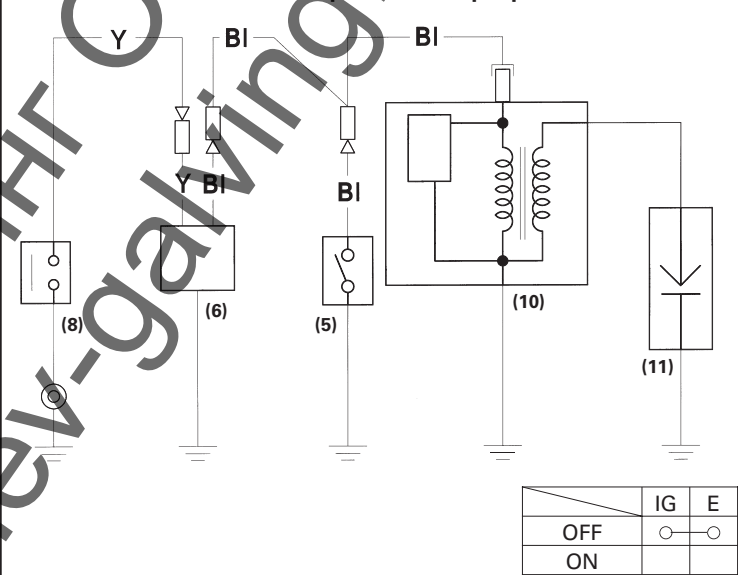 Y
Bl
Bl
Y Bl
Bl
(8)
(6)
(5)
(10)
(11)
IG E
OFF
ON